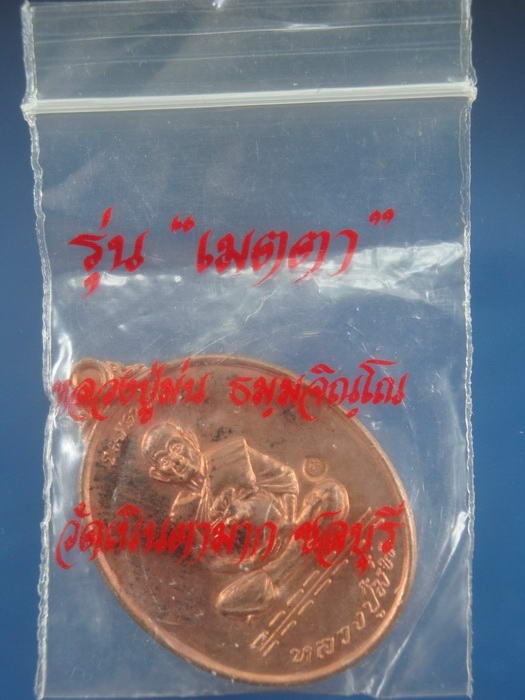 รุ่น "เมตตา"
หลวงปู่ม่น ธมฺมจิณฺโณ
วัดเนินตามาก ชลบุรี
หลวงปู่ม่น